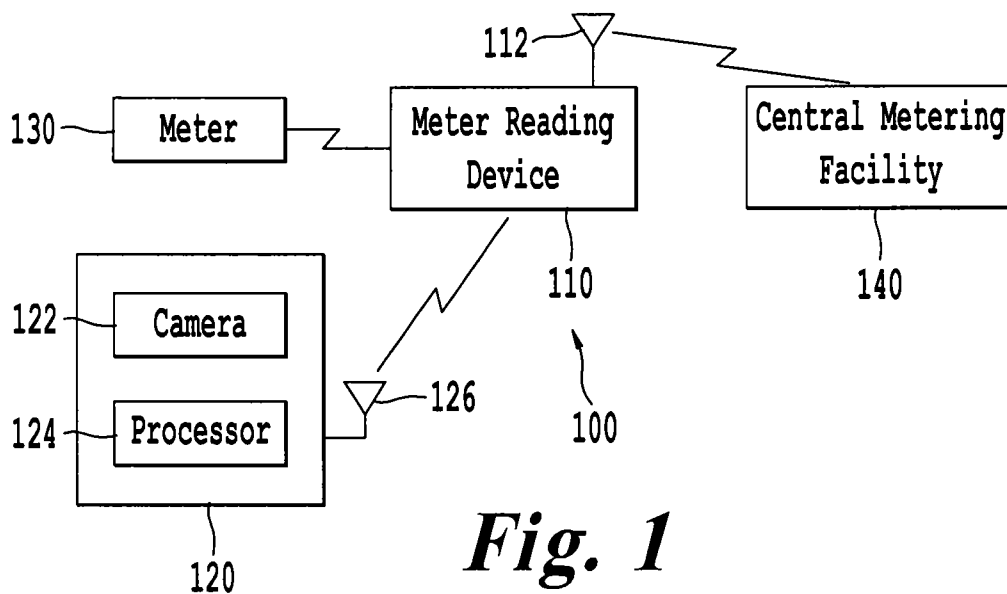 112
130
Meter
Meter Reading
Device
Central Metering
Facility
110
140
122
Camera
126
124
Processor
100
120
Fig. 1